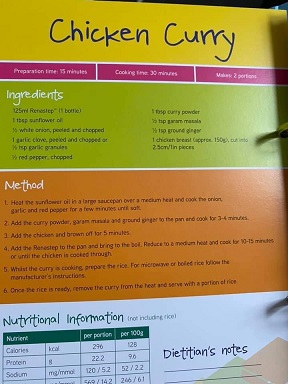 Chicken Curry
Preparation time: 15 minutes
Cooking time: 30 minutes
Makes: 2 portions
Ingredients
125ml Renastep™ (1 bottle)
1 tbsp sunflower oil
½ white onion, peeled and chopped
1 garlic clove, peeled and chopped or
½ tsp garlic granules
½ red pepper, chopped
1 tbsp curry powder
½ tsp garam masala
½ tsp ground ginger
1 chicken breast (approx. 150g), cut into
2.5cm/1in pieces
Method
1. Heat the sunflower oil in a large saucepan over a medium heat and cook the onion,
garlic and red pepper for a few minutes until soft.
2. Add the curry powder, garam masala and ground ginger to the pan and cook for 3-4 minutes.
3. Add the chicken and brown off for 5 minutes.
4. Add the Renastep to the pan and bring to the boil. Reduce to a medium heat and cook for 10-15 minutes
or until the chicken is cooked through.
5. Whilst the curry is cooking, prepare the rice. For microwave or boiled rice follow the
manufacturer's instructions.
6. Once the rice is ready, remove the curry from the heat and serve with a portion of rice.
Nutritional Information (not including rice)
Nutrient per portion per 100g
Calories kcal 296 128
Protein g 22.2 9.6
Sodium mg/mmol 120 / 5.2 52 / 2.2
569 / 14.2 246 / 6.1
Dietitian's notes